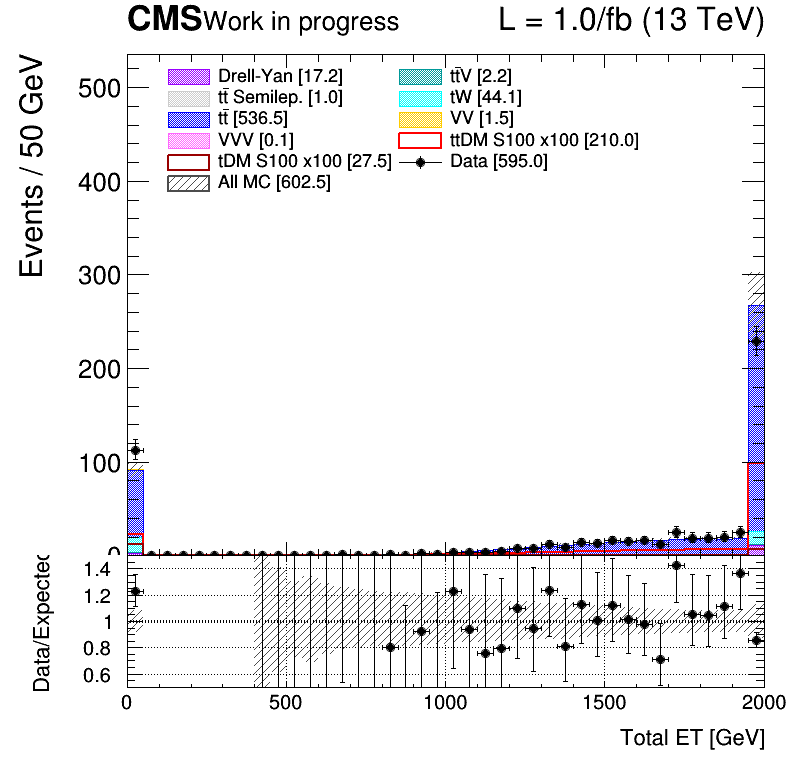 CMS Work in progress L = 1.0/fb (13 TeV)
Events / 50 GeV
500
400
300
200
100
0
Drell-Yan [17.2]
tt̄V [2.2]
tt̄ Semilep. [1.0]
tW [44.1]
tt̄ [536.5]
VV [1.5]
VVV [0.1]
ttDM S100 x100 [210.0]
tDM S100 x100 [27.5]
Data [595.0]
All MC [602.5]
Data/Expected
1.4
1.2
1
0.8
0.6
0 500 1000 1500 2000
Total ET [GeV]